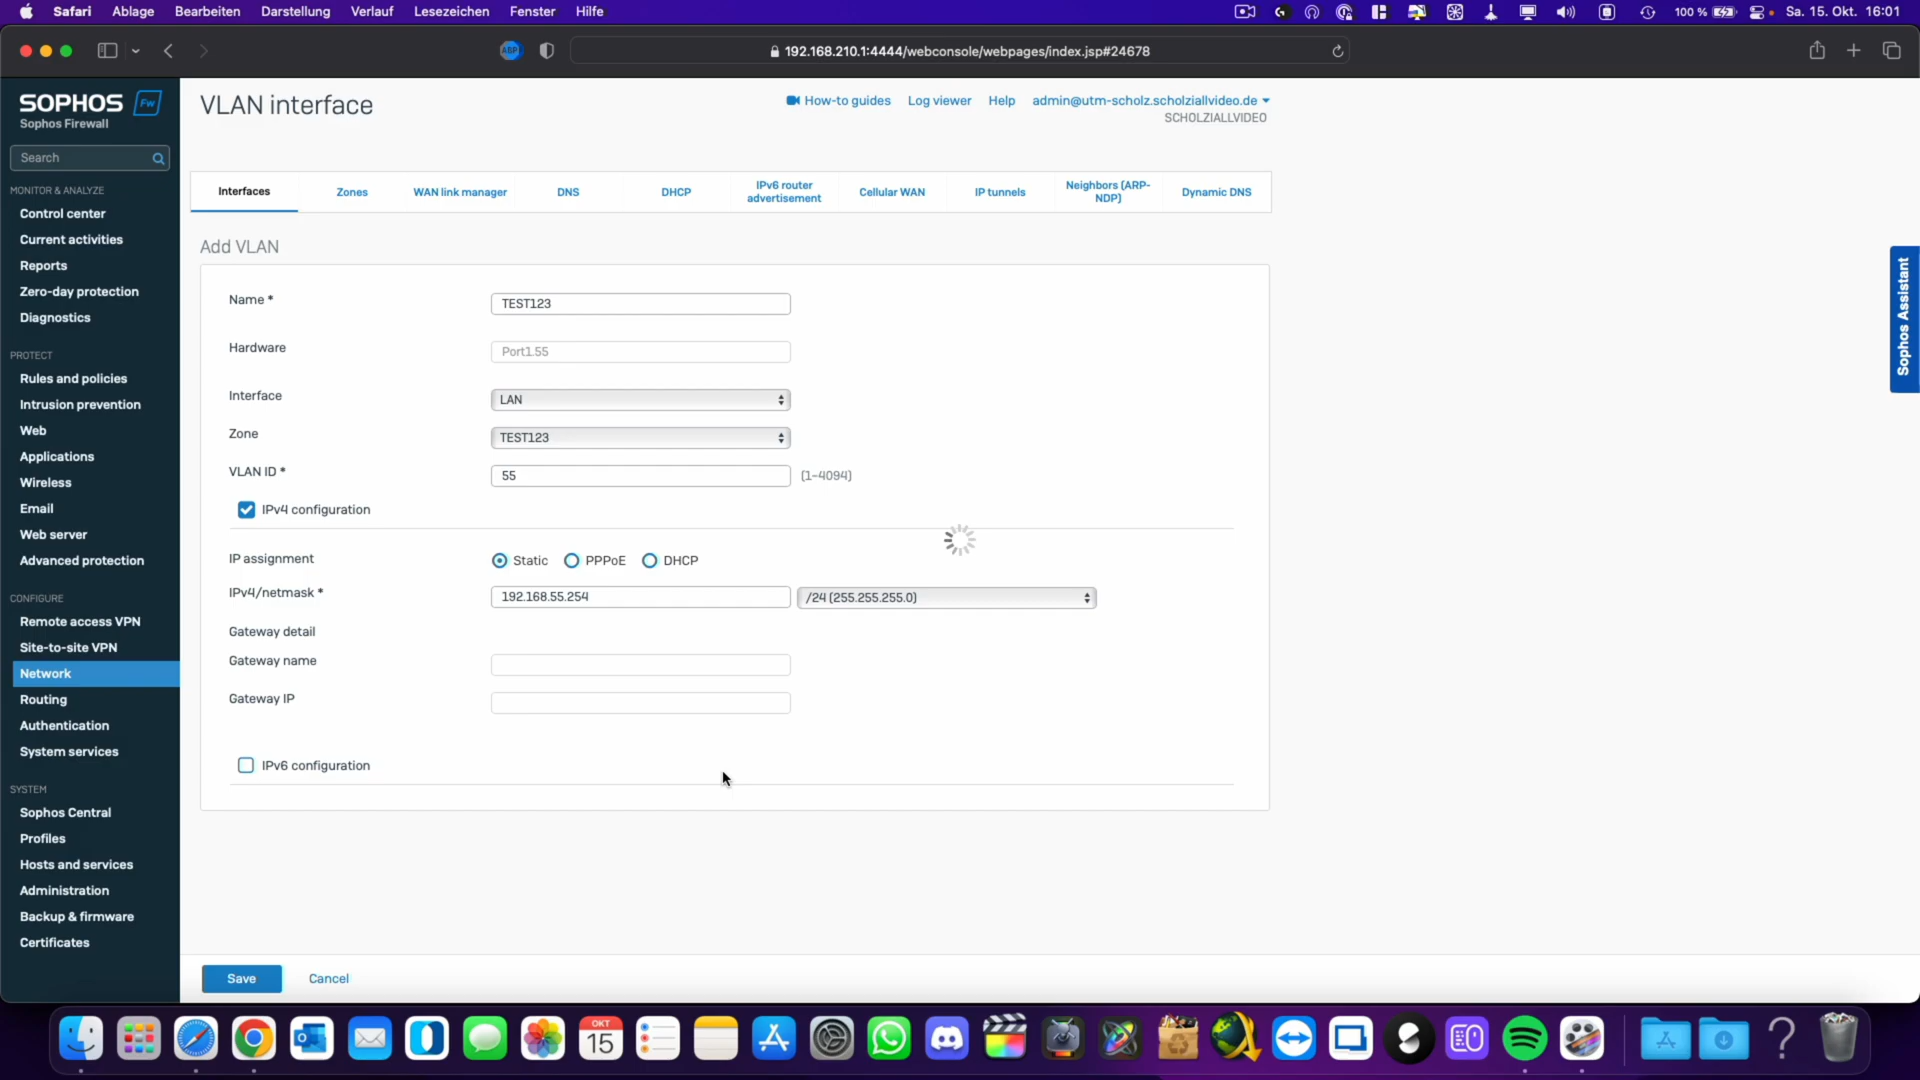 Safari Ablage Bearbeiten Darstellung Verlauf Lesezeichen Fenster Hilfe 100 % Sa. 15. Okt. 16:01
ABP 192.168.210.1:4444/webconsole/webpages/index.jsp#24678
SOPHOS Fw
Sophos Firewall
Search
MONITOR & ANALYZE
Control center
Current activities
Reports
Zero-day protection
Diagnostics
PROTECT
Rules and policies
Intrusion prevention
Web
Applications
Wireless
Email
Web server
Advanced protection
CONFIGURE
Remote access VPN
Site-to-site VPN
Network
Routing
Authentication
System services
SYSTEM
Sophos Central
Profiles
Hosts and services
Administration
Backup & firmware
Certificates
VLAN interface
How-to guides Log viewer Help admin@utm-scholz.scholziallvideo.de
SCHOLZIALLVIDEO
Interfaces Zones WAN link manager DNS DHCP IPv6 router advertisement Cellular WAN IP tunnels Neighbors (ARP-NDP) Dynamic DNS
Add VLAN
Name * TEST123
Hardware Port1.55
Interface LAN
Zone TEST123
VLAN ID * 55 (1-4094)
IPv4 configuration
IP assignment Static PPPoE DHCP
IPv4/netmask * 192.168.55.254 /24 (255.255.255.0)
Gateway detail
Gateway name
Gateway IP
IPv6 configuration
Save Cancel
Sophos Assistant
OKT
15